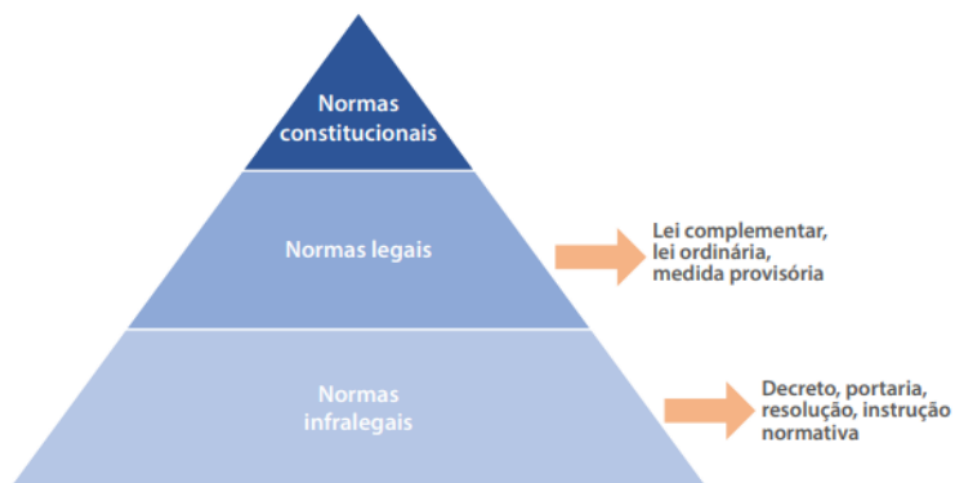 Normas
constitucionais
Normas legais
Lei complementar,
lei ordinária,
medida provisória
Normas
infralegais
Decreto, portaria,
resolução, instrução
normativa